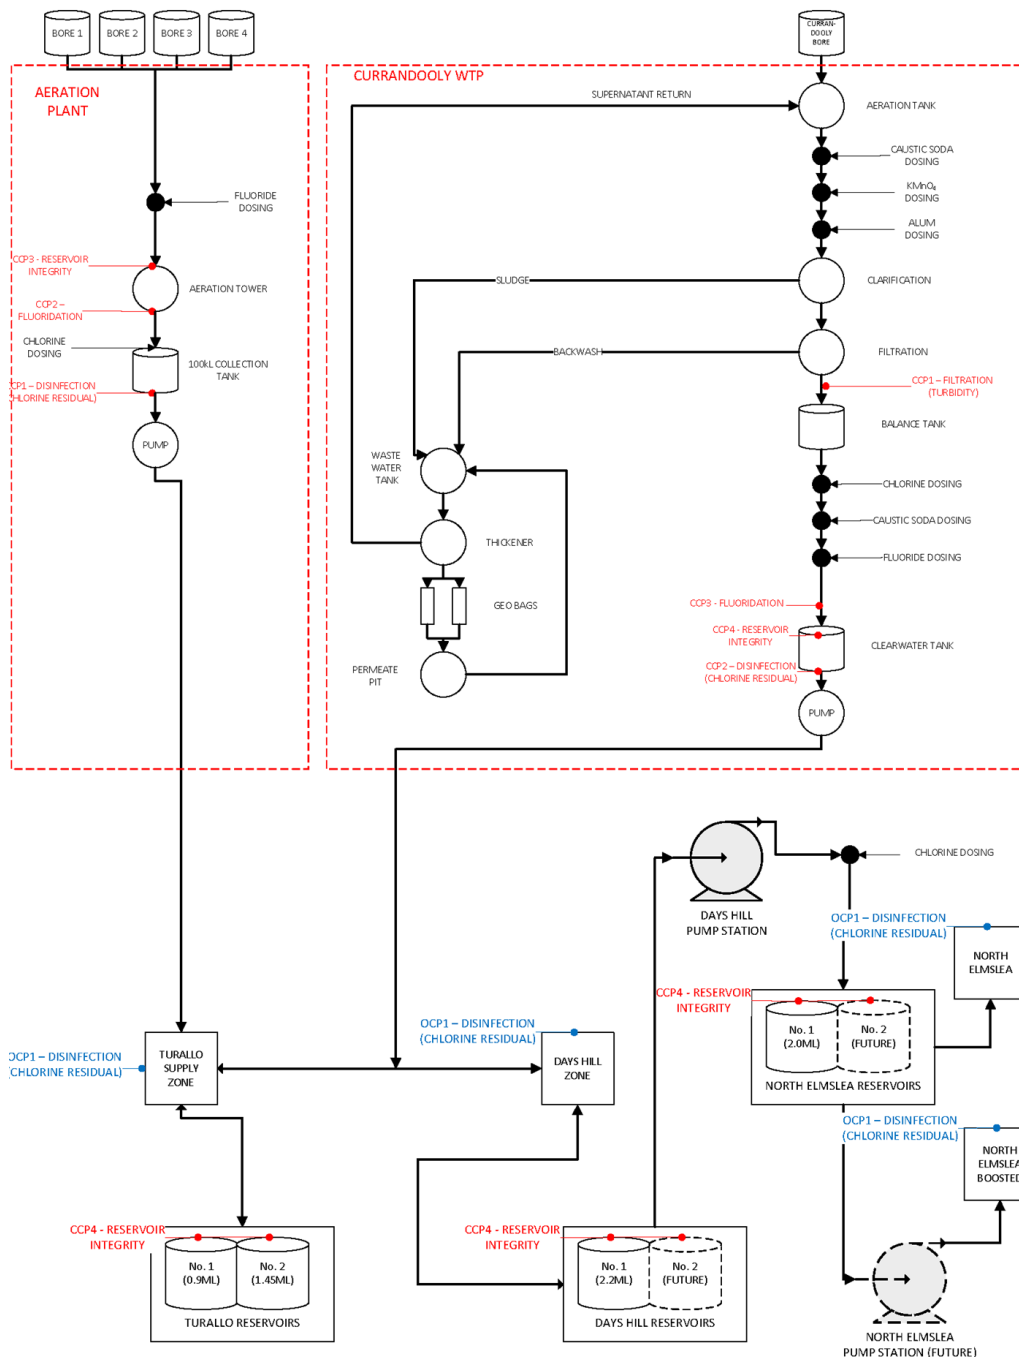 BORE 1
BORE 2
BORE 3
BORE 4
CURRAN-
DOOLY
BORE
AERATION
PLANT
CURRANDOOLY WTP
SUPERNATANT RETURN
AERATION TANK
CAUSTIC SODA
DOSING
KMnO₄
DOSING
ALUM
DOSING
FLUORIDE
DOSING
CCP3 - RESERVOIR
INTEGRITY
AERATION TOWER
CCP2 –
FLUORIDATION
SLUDGE
CLARIFICATION
CHLORINE
DOSING
100kL COLLECTION
TANK
BACKWASH
FILTRATION
CP1 – DISINFECTION
(CHLORINE RESIDUAL)
CCP1 – FILTRATION
(TURBIDITY)
PUMP
BALANCE TANK
WASTE
WATER
TANK
CHLORINE DOSING
CAUSTIC SODA DOSING
THICKENER
FLUORIDE DOSING
GEO BAGS
CCP3 - FLUORIDATION
CCP4 - RESERVOIR
INTEGRITY
CLEARWATER TANK
PERMEATE
PIT
CCP2 – DISINFECTION
(CHLORINE RESIDUAL)
PUMP
CHLORINE DOSING
DAYS HILL
PUMP STATION
OCP1 – DISINFECTION
(CHLORINE RESIDUAL)
NORTH
ELMSLEA
CCP4 - RESERVOIR
INTEGRITY
No. 1
(2.0ML)
No. 2
(FUTURE)
NORTH ELMSLEA RESERVOIRS
OCP1 – DISINFECTION
(CHLORINE RESIDUAL)
TURALLO
SUPPLY
ZONE
OCP1 – DISINFECTION
(CHLORINE RESIDUAL)
DAYS HILL
ZONE
OCP1 – DISINFECTION
(CHLORINE RESIDUAL)
NORTH
ELMSLEA
BOOSTED
CCP4 - RESERVOIR
INTEGRITY
No. 1
(0.9ML)
No. 2
(1.45ML)
TURALLO RESERVOIRS
CCP4 - RESERVOIR
INTEGRITY
No. 1
(2.2ML)
No. 2
(FUTURE)
DAYS HILL RESERVOIRS
NORTH ELMSLEA
PUMP STATION (FUTURE)